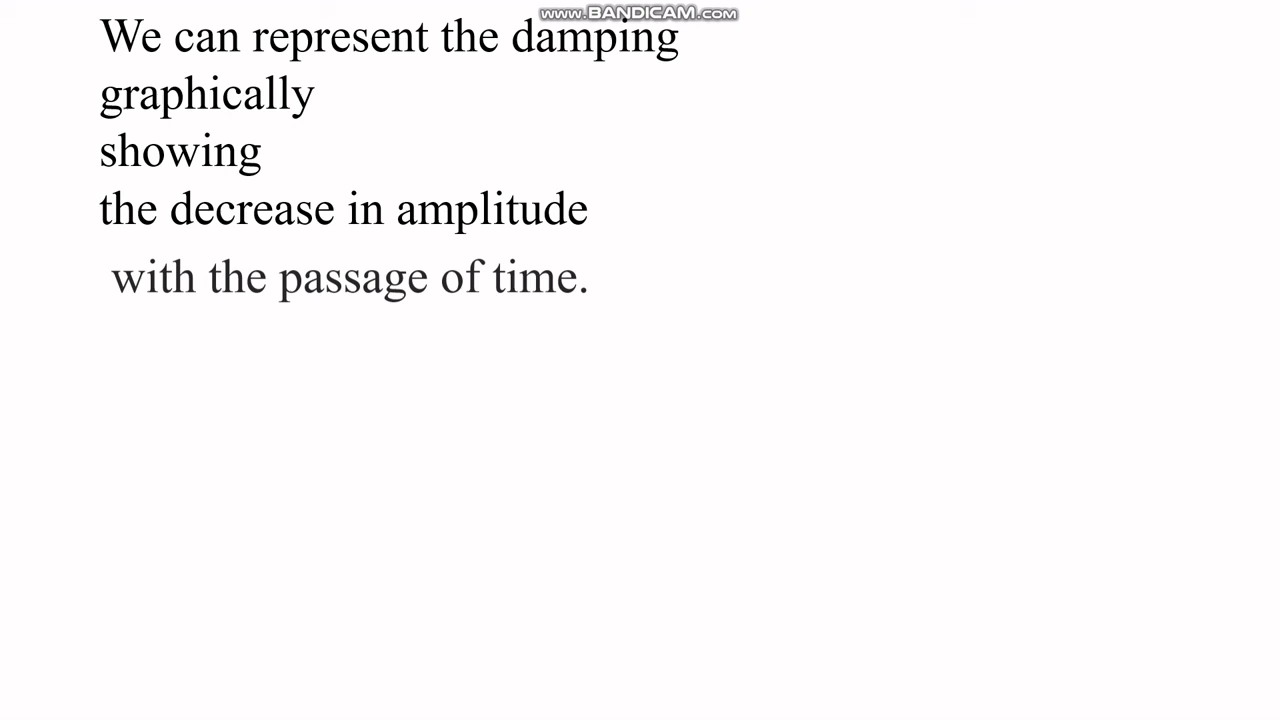 www.BANDICAM.com
We can represent the damping
graphically
showing
the decrease in amplitude
with the passage of time.